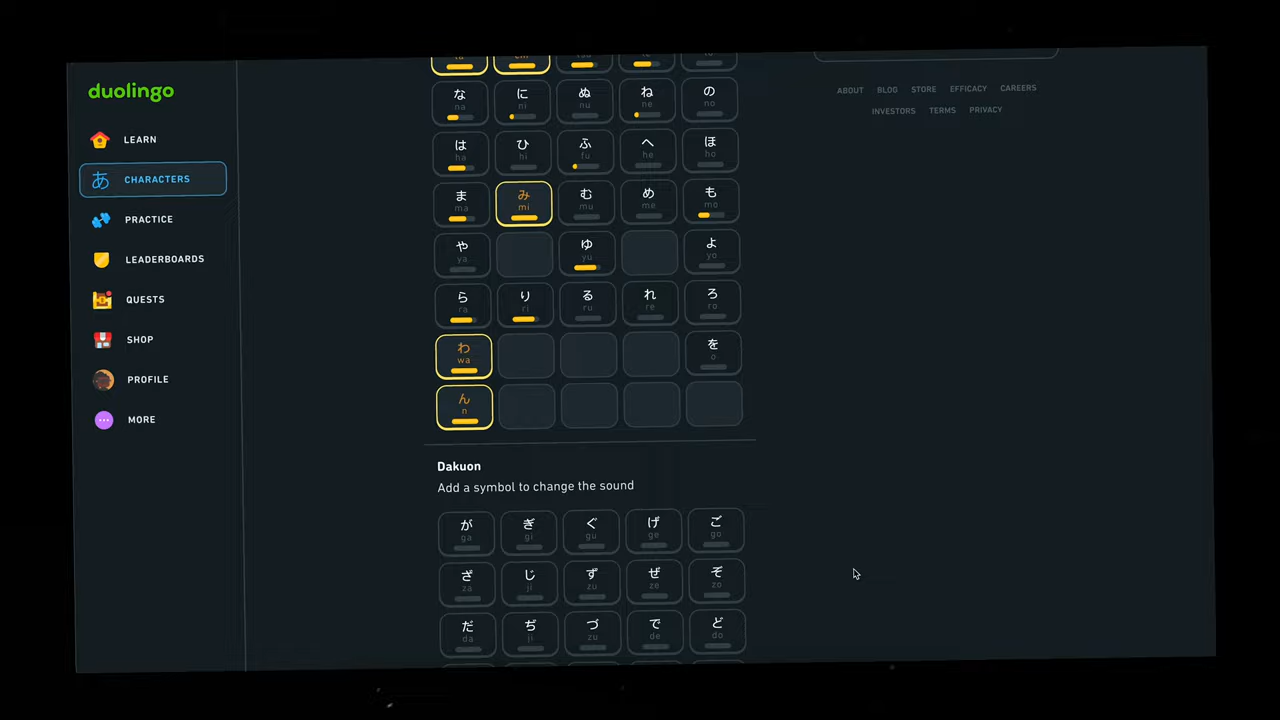 duolingo
LEARN
CHARACTERS
PRACTICE
LEADERBOARDS
QUESTS
SHOP
PROFILE
MORE
な に ぬ ね の
na ni nu ne no
は ひ ふ へ ほ
ha hi fu he ho
ま み む め も
ma mi mu me mo
や ゆ よ
ya yu yo
ら り る れ ろ
ra ri ru re ro
わ を
wa o
ん
n
Dakuon
Add a symbol to change the sound
が ぎ ぐ げ ご
ga gi gu ge go
ざ じ ず ぜ ぞ
za ji zu ze zo
だ ぢ づ で ど
da ji zu de do
ABOUT BLOG STORE EFFICACY CAREERS
INVESTORS TERMS PRIVACY